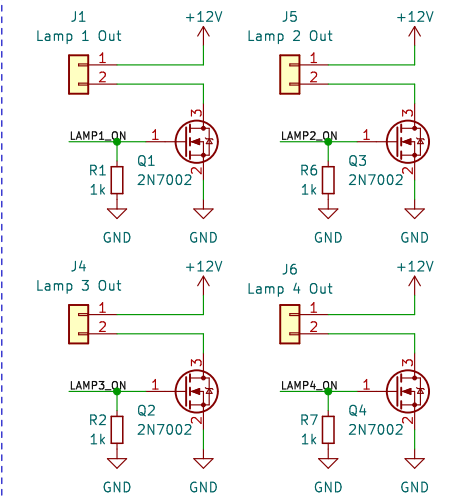 J1
Lamp 1 Out
+12V
1
2
LAMP1_ON
1
3
2
Q1
2N7002
R1
1k
GND
GND
J5
Lamp 2 Out
+12V
1
2
LAMP2_ON
1
3
2
Q3
2N7002
R6
1k
GND
GND
J4
Lamp 3 Out
+12V
1
2
LAMP3_ON
1
3
2
Q2
2N7002
R2
1k
GND
GND
J6
Lamp 4 Out
+12V
1
2
LAMP4_ON
1
3
2
Q4
2N7002
R7
1k
GND
GND